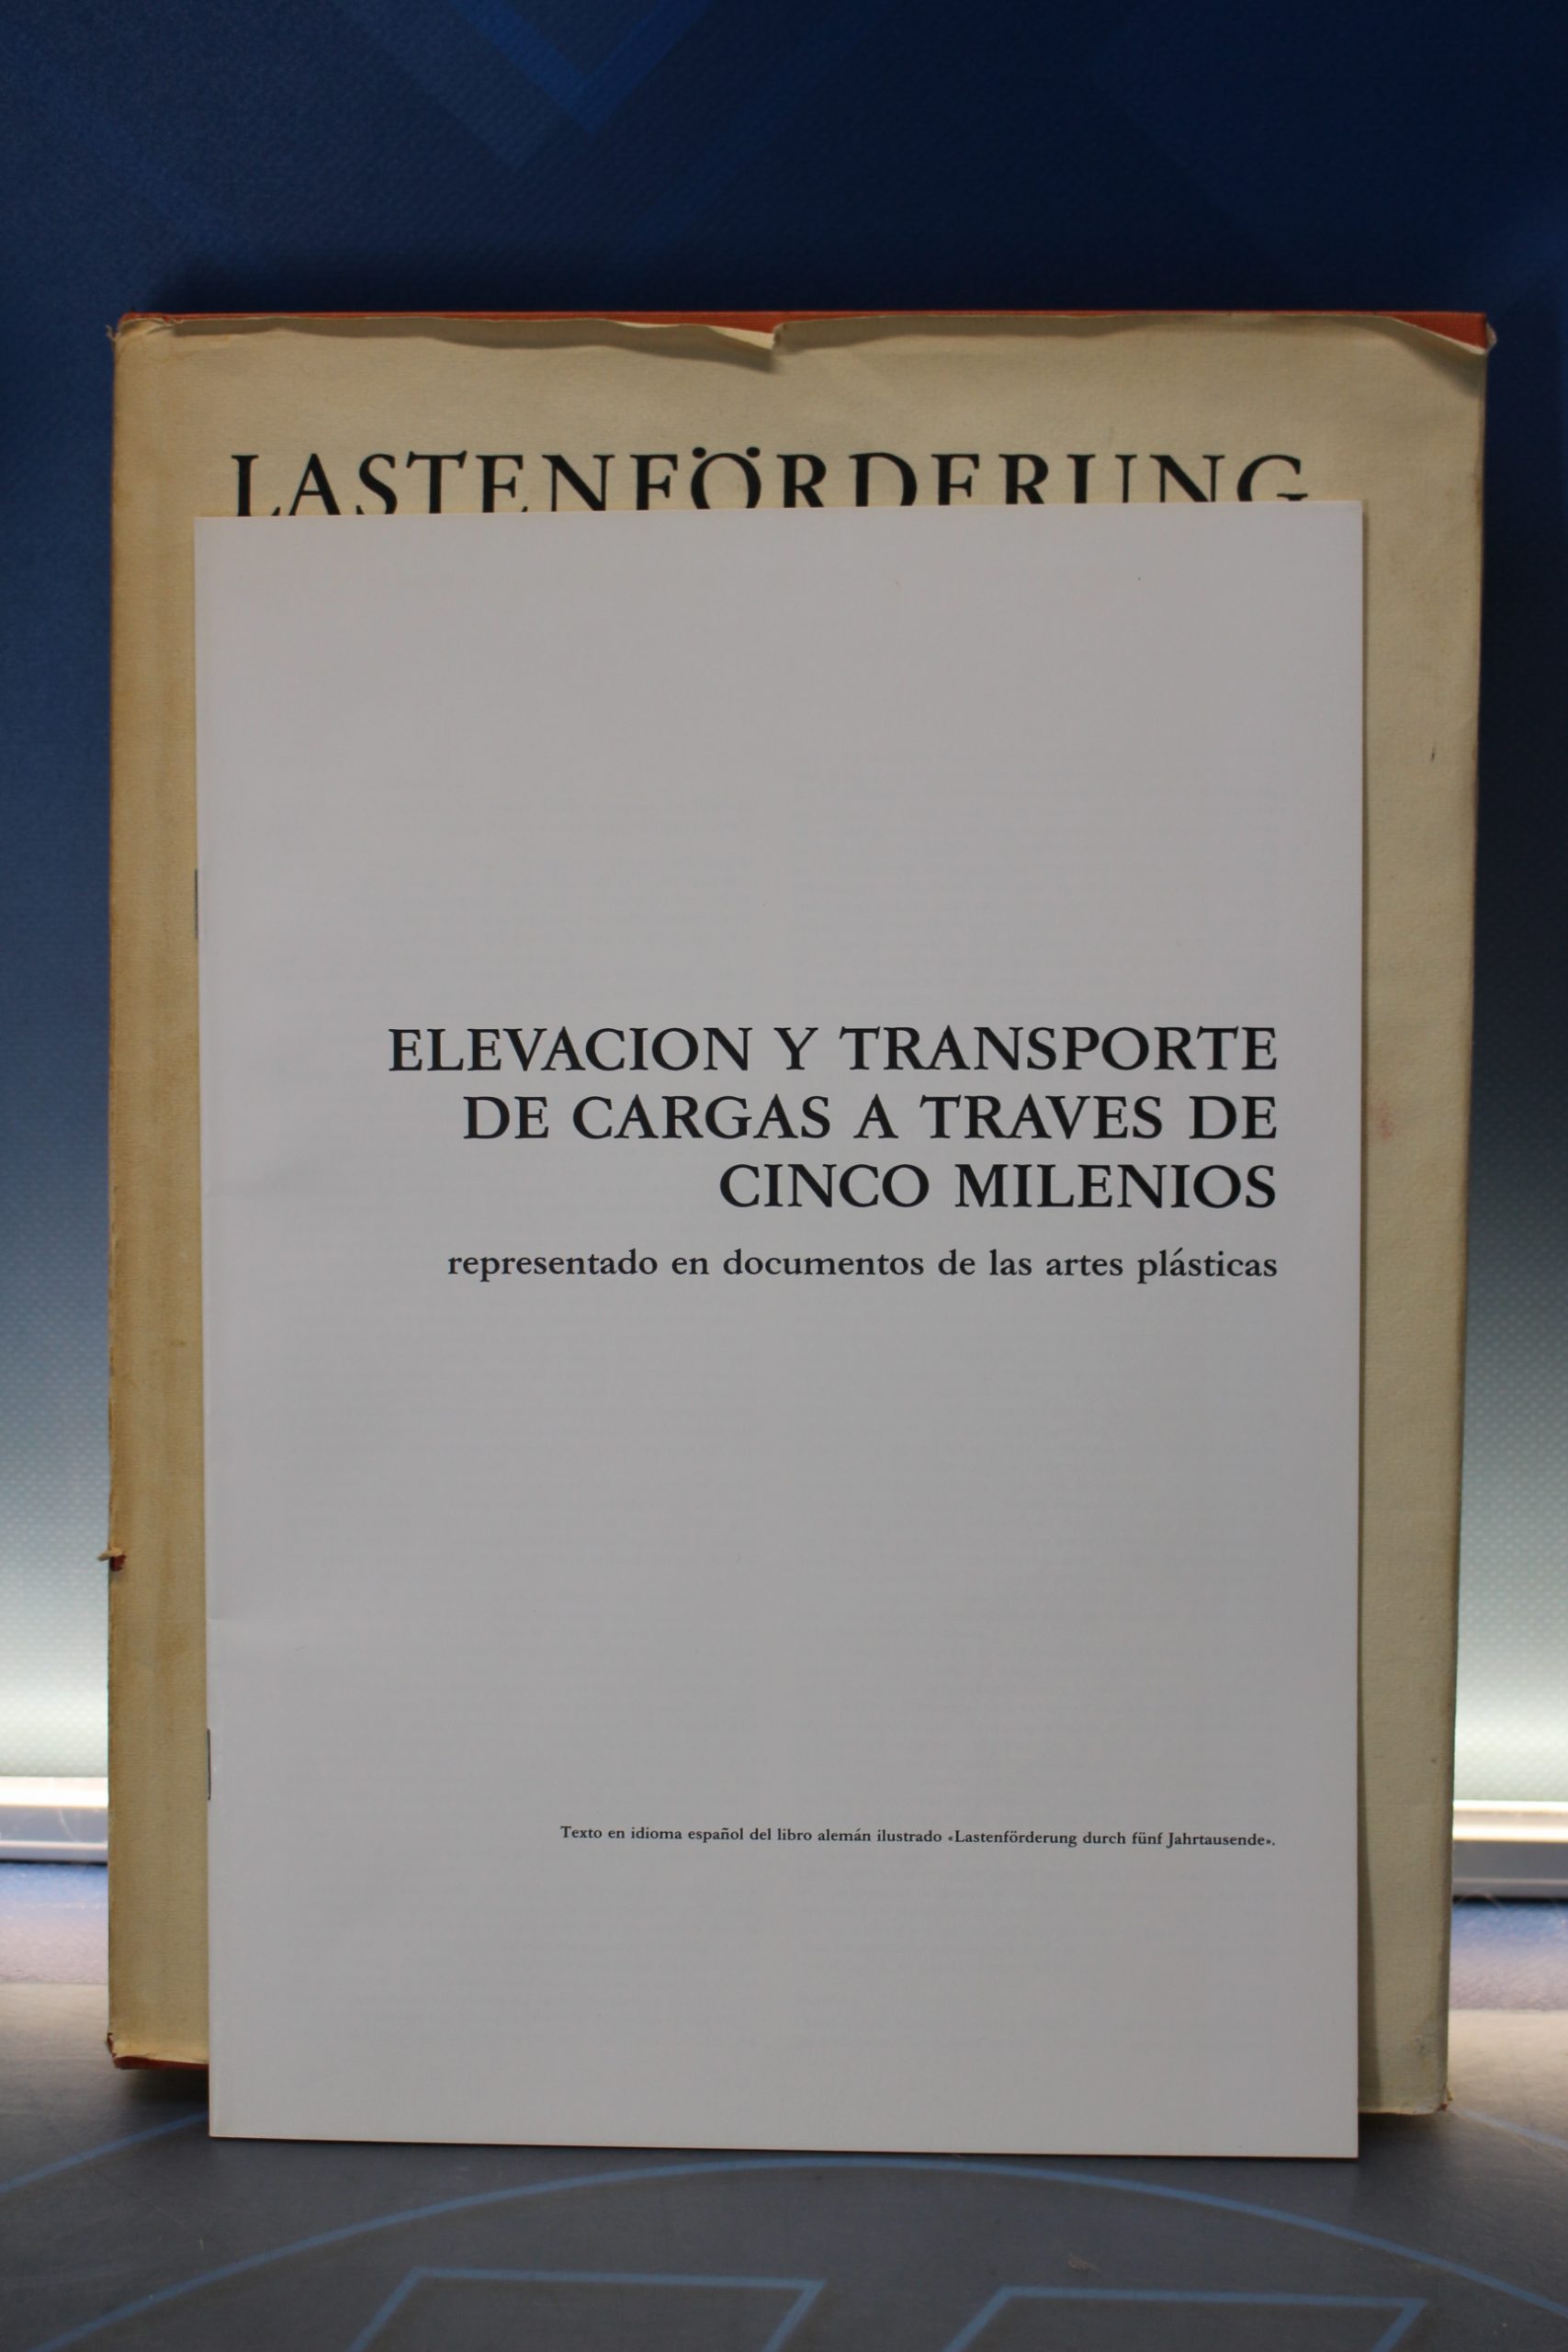 LASTENFÖRDERUNG
ELEVACION Y TRANSPORTE
DE CARGAS A TRAVES DE
CINCO MILENIOS
representado en documentos de las artes plásticas
Texto en idioma español del libro alemán ilustrado «Lastenförderung durch fünf Jahrtausende».